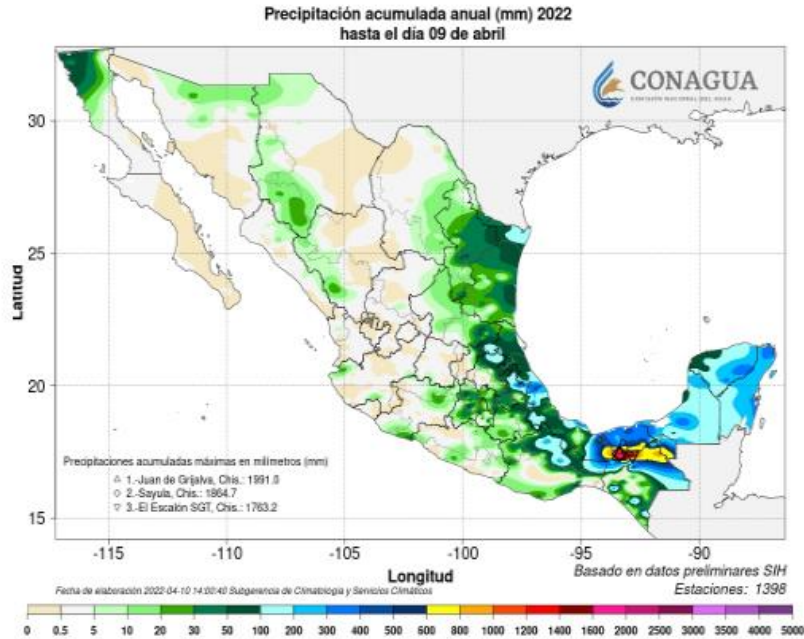 Precipitación acumulada anual (mm) 2022
hasta el día 09 de abril
CONAGUA
COMISIÓN NACIONAL DEL AGUA
Latitud
30
25
20
15
Precipitaciones acumuladas máximas en milímetros (mm)
1.-Juan de Grijalva, Chis.: 1991.0
2.-Sayula, Chis.: 1864.7
3.-El Escalón SGT, Chis.: 1763.2
-115 -110 -105 -100 -95 -90
Longitud
Basado en datos preliminares SIH
Estaciones: 1398
Fecha de elaboración 2022-04-10 14:00:40 Subgerencia de Climatología y Servicios Climáticos
0 0.5 5 10 20 30 50 100 200 300 400 500 600 800 1000 1200 1400 1600 2000 2500 3000 3500 4000 5000